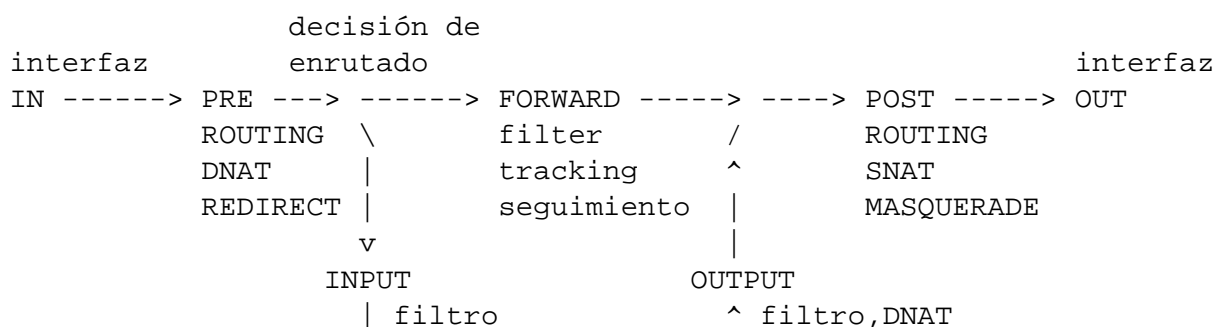 decisión de
interfaz enrutado interfaz
IN ------> PRE ---> ------> FORWARD -----> ----> POST -----> OUT
ROUTING \ filter / ROUTING
DNAT | tracking ^ SNAT
REDIRECT | seguimiento | MASQUERADE
v |
INPUT OUTPUT
| filtro ^ filtro,DNAT